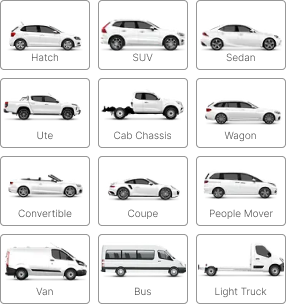 Hatch
SUV
Sedan
Ute
Cab Chassis
Wagon
Convertible
Coupe
People Mover
Van
Bus
Light Truck